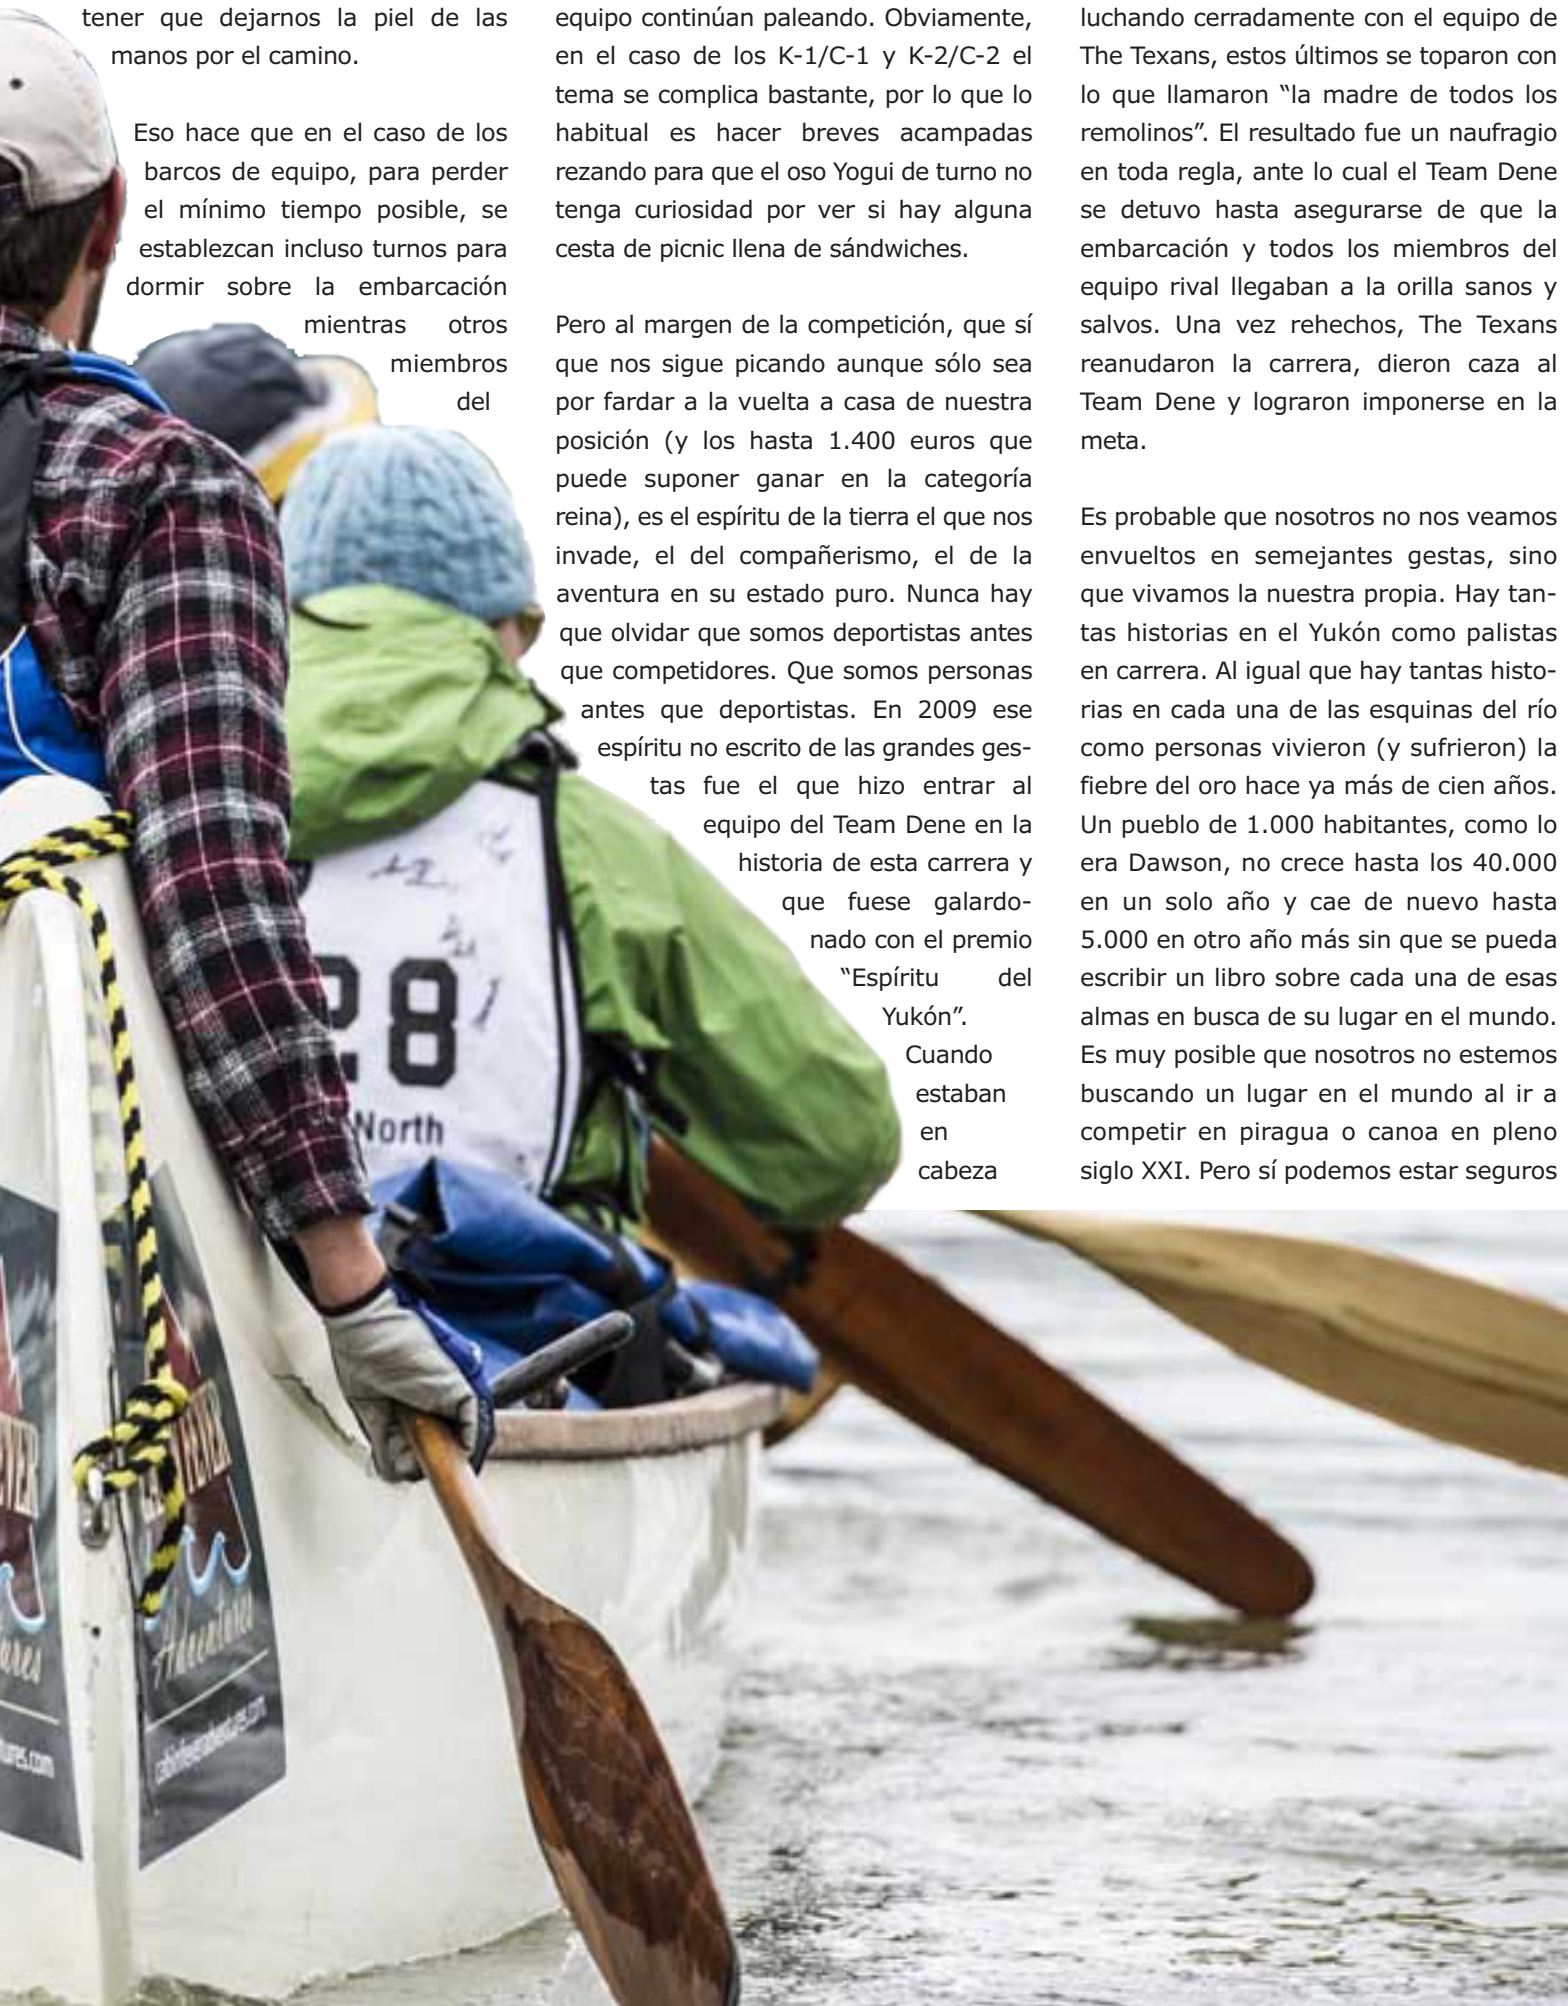 tener que dejarnos la piel de las
manos por el camino.
Eso hace que en el caso de los
barcos de equipo, para perder
el mínimo tiempo posible, se
establezcan incluso turnos para
dormir sobre la embarcación
mientras otros
miembros
del
equipo continúan paleando. Obviamente,
en el caso de los K-1/C-1 y K-2/C-2 el
tema se complica bastante, por lo que lo
habitual es hacer breves acampadas
rezando para que el oso Yogui de turno no
tenga curiosidad por ver si hay alguna
cesta de picnic llena de sándwiches.
Pero al margen de la competición, que sí
que nos sigue picando aunque sólo sea
por fardar a la vuelta a casa de nuestra
posición (y los hasta 1.400 euros que
puede suponer ganar en la categoría
reina), es el espíritu de la tierra el que nos
invade, el del compañerismo, el de la
aventura en su estado puro. Nunca hay
que olvidar que somos deportistas antes
que competidores. Que somos personas
antes que deportistas. En 2009 ese
espíritu no escrito de las grandes ges-
tas fue el que hizo entrar al
equipo del Team Dene en la
historia de esta carrera y
que fuese galardo-
nado con el premio
“Espíritu del
Yukón”.
Cuando
estaban
en
cabeza
luchando cerradamente con el equipo de
The Texans, estos últimos se toparon con
lo que llamaron “la madre de todos los
remolinos”. El resultado fue un naufragio
en toda regla, ante lo cual el Team Dene
se detuvo hasta asegurarse de que la
embarcación y todos los miembros del
equipo rival llegaban a la orilla sanos y
salvos. Una vez rehechos, The Texans
reanudaron la carrera, dieron caza al
Team Dene y lograron imponerse en la
meta.
Es probable que nosotros no nos veamos
envueltos en semejantes gestas, sino
que vivamos la nuestra propia. Hay tan-
tas historias en el Yukón como palistas
en carrera. Al igual que hay tantas histo-
rias en cada una de las esquinas del río
como personas vivieron (y sufrieron) la
fiebre del oro hace ya más de cien años.
Un pueblo de 1.000 habitantes, como lo
era Dawson, no crece hasta los 40.000
en un solo año y cae de nuevo hasta
5.000 en otro año más sin que se pueda
escribir un libro sobre cada una de esas
almas en busca de su lugar en el mundo.
Es muy posible que nosotros no estemos
buscando un lugar en el mundo al ir a
competir en piragua o canoa en pleno
siglo XXI. Pero sí podemos estar seguros
28
North
Adventures